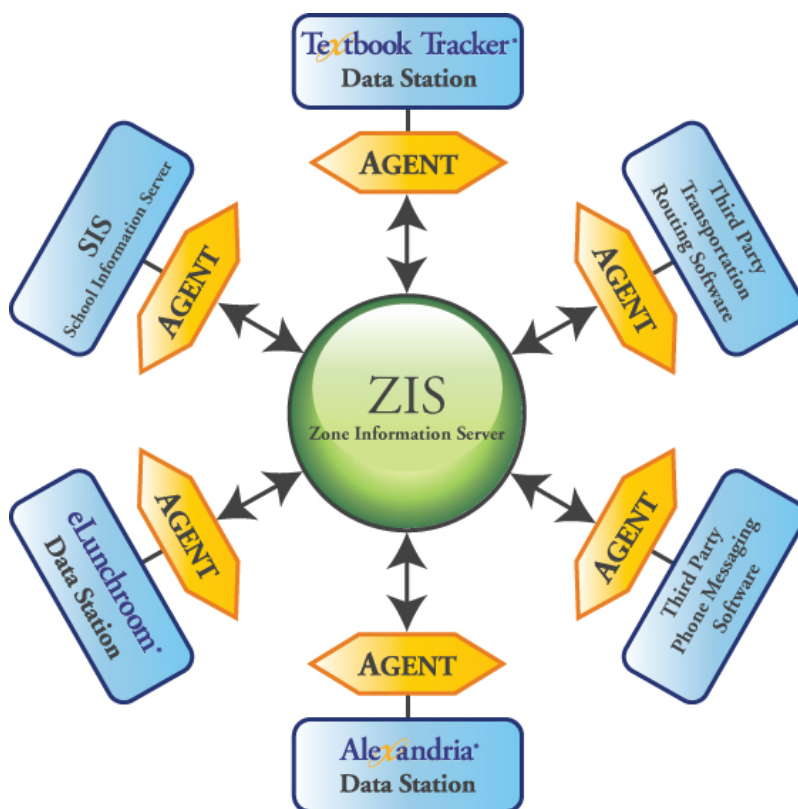 Textbook Tracker®
Data Station
AGENT
SIS
School Information Server
AGENT
Third Party
Transportation
Routing Software
AGENT
ZIS
Zone Information Server
eLunchroom®
Data Station
AGENT
Third Party
Phone Messaging
Software
AGENT
AGENT
Alexandria®
Data Station